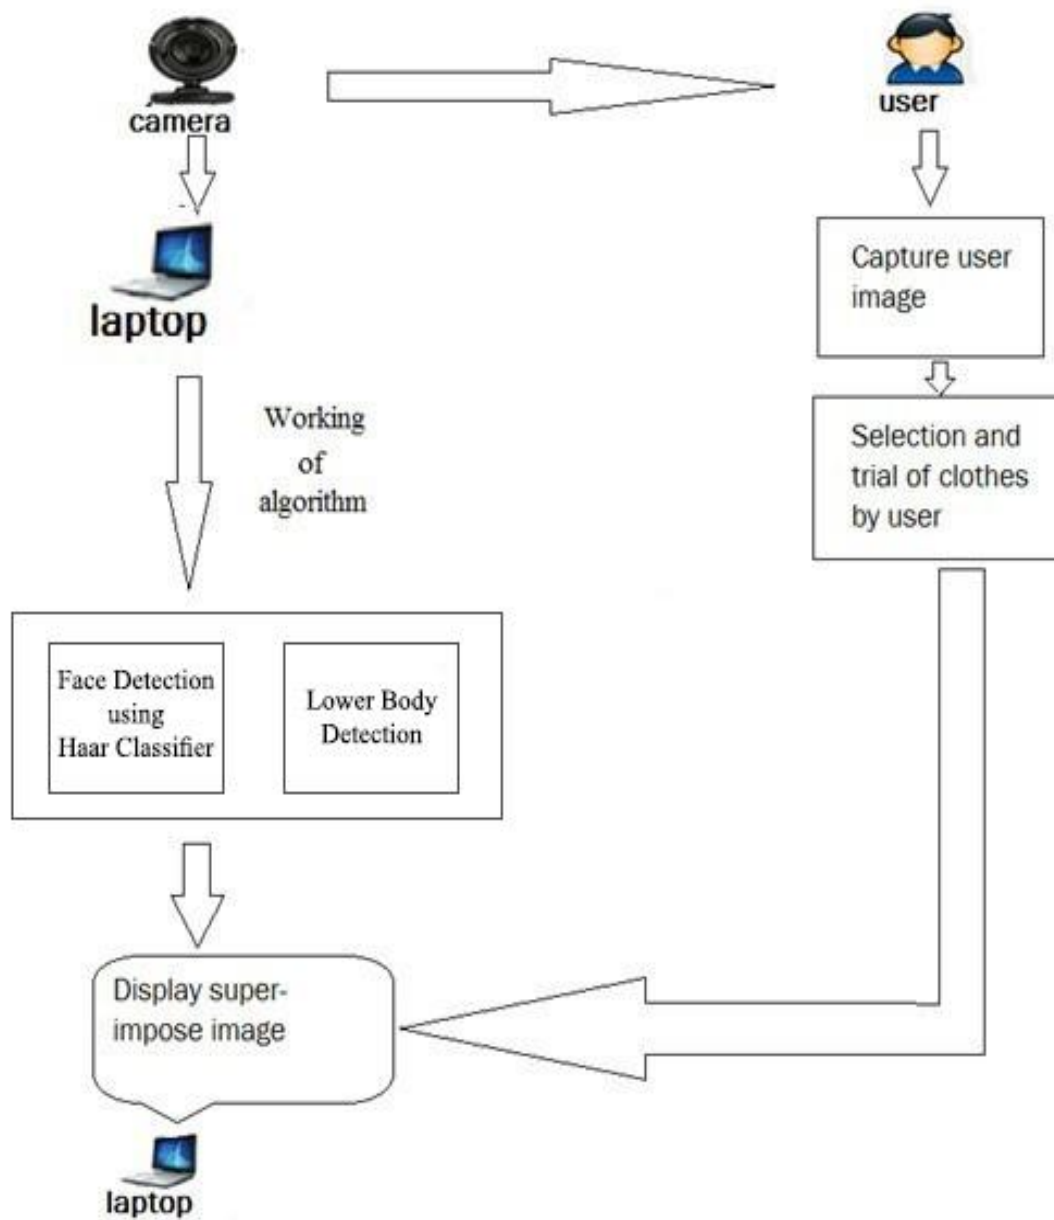 camera
user
laptop
Capture user
image
Working
of
algorithm
Selection and
trial of clothes
by user
Face Detection
using
Haar Classifier
Lower Body
Detection
Display super-
impose image
laptop